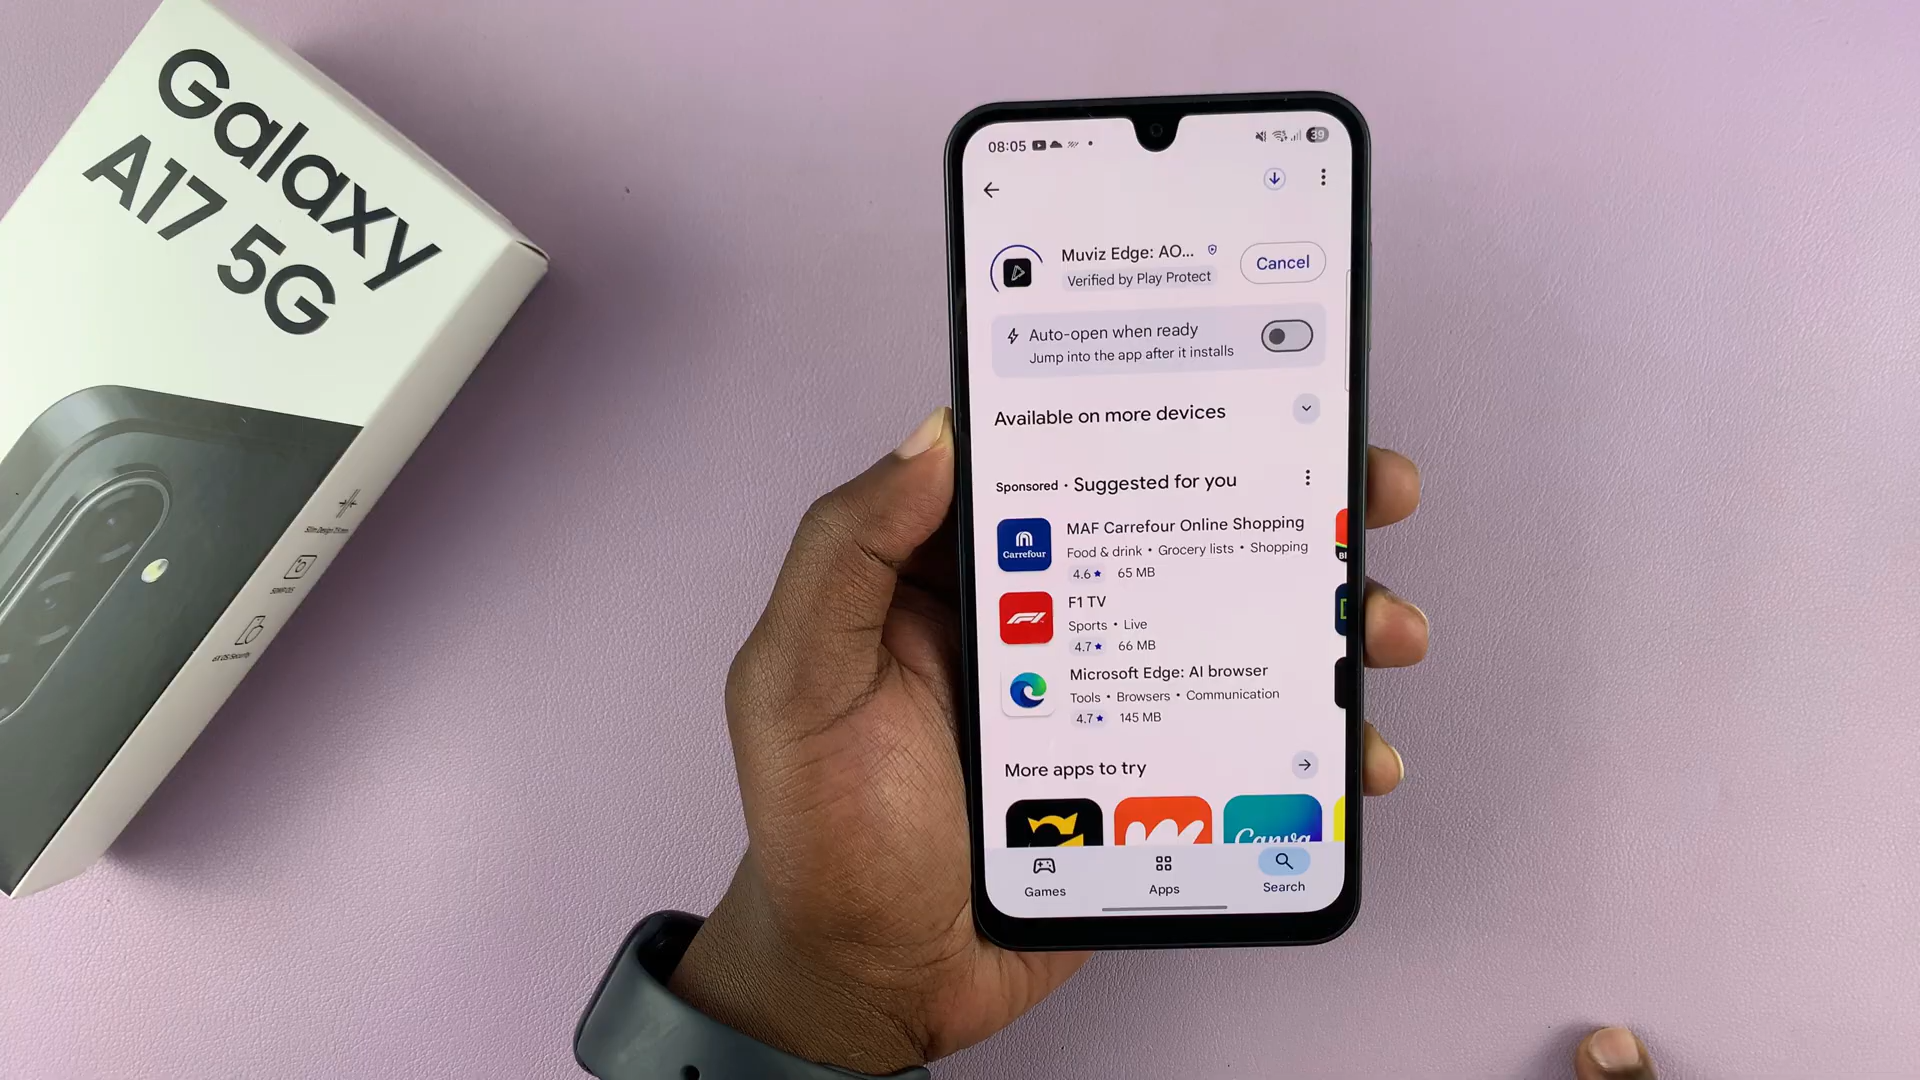 Galaxy
A17 5G
08:05
39
Muviz Edge: AO...
Verified by Play Protect
Cancel
Auto-open when ready
Jump into the app after it installs
Available on more devices
Sponsored • Suggested for you
Carrefour
MAF Carrefour Online Shopping
Food & drink • Grocery lists • Shopping
4.6★ 65 MB
F1 TV
Sports • Live
4.7★ 66 MB
Microsoft Edge: AI browser
Tools • Browsers • Communication
4.7★ 145 MB
More apps to try
Canva
Games
Apps
Search